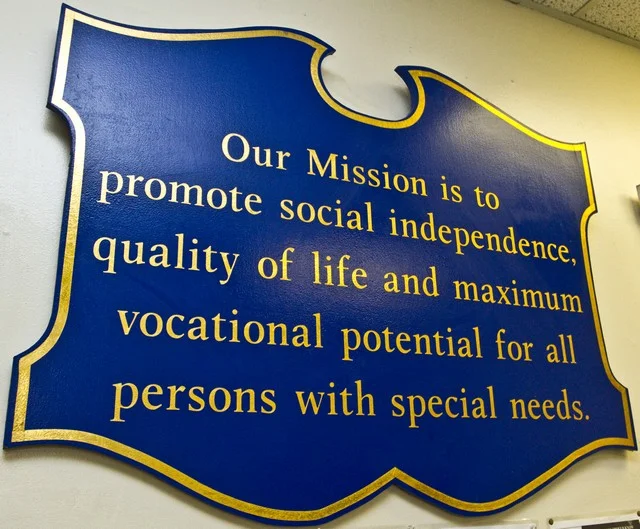 Our Mission is to
promote social independence,
quality of life and maximum
vocational potential for all
persons with special needs.